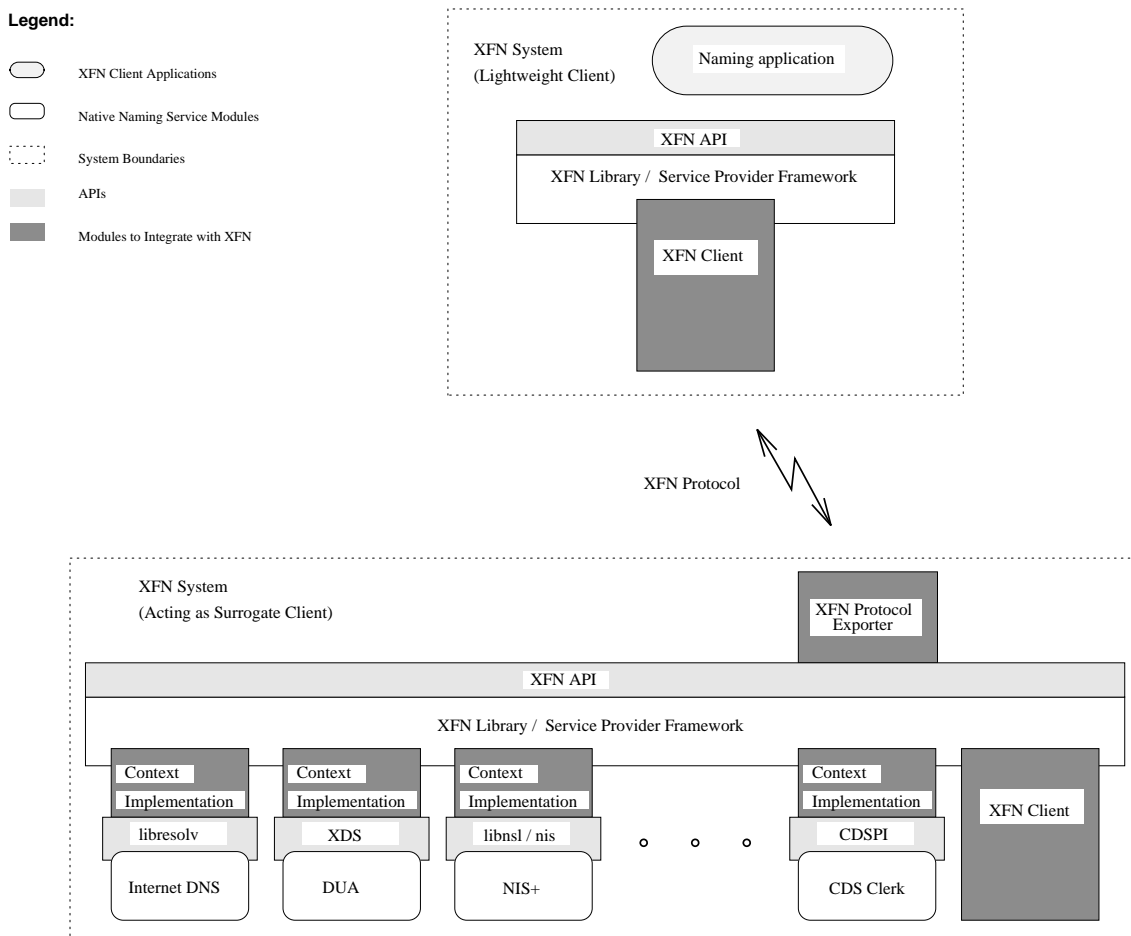 Legend:
XFN Client Applications
Native Naming Service Modules
System Boundaries
APIs
Modules to Integrate with XFN
XFN System
(Lightweight Client)
Naming application
XFN API
XFN Library / Service Provider Framework
XFN Client
XFN Protocol
XFN System
(Acting as Surrogate Client)
XFN Protocol
Exporter
XFN API
XFN Library / Service Provider Framework
Context
Implementation
libresolv
Internet DNS
Context
Implementation
XDS
DUA
Context
Implementation
libnsl / nis
NIS+
Context
Implementation
CDSPI
CDS Clerk
XFN Client